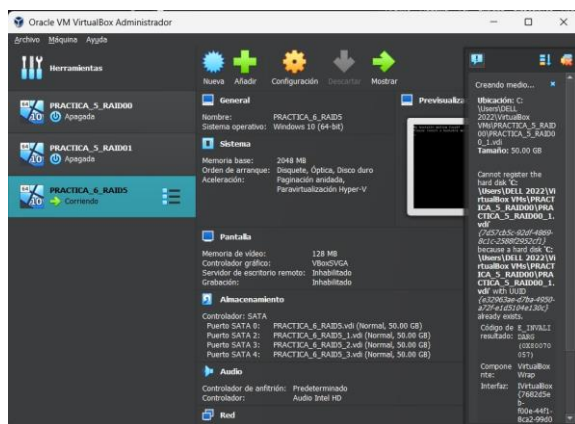 Oracle VM VirtualBox Administrador
Archivo Máquina Ayuda
Herramientas
Nueva Añadir Configuración Descartar Mostrar
PRACTICA_5_RAID00
Apagada
PRACTICA_5_RAID01
Apagada
PRACTICA_6_RAID5
Corriendo
General
Nombre: PRACTICA_6_RAID5
Sistema operativo: Windows 10 (64-bit)
Sistema
Memoria base: 2048 MB
Orden de arranque: Disquete, Óptica, Disco duro
Aceleración: Paginación anidada,
Paravirtualización Hyper-V
Pantalla
Memoria de vídeo: 128 MB
Controlador gráfico: VBoxSVGA
Servidor de escritorio remoto: Inhabilitado
Grabación: Inhabilitado
Almacenamiento
Controlador: SATA
Puerto SATA 0: PRACTICA_6_RAID5.vdi (Normal, 50.00 GB)
Puerto SATA 2: PRACTICA_6_RAID5_1.vdi (Normal, 50.00 GB)
Puerto SATA 3: PRACTICA_6_RAID5_2.vdi (Normal, 50.00 GB)
Puerto SATA 4: PRACTICA_6_RAID5_3.vdi (Normal, 50.00 GB)
Audio
Controlador de anfitrión: Predeterminado
Controlador: Audio Intel HD
Red
Previsualiza
Creando medio...
Ubicación: C:
\Users\DELL
2022\VirtualBox
VMs\PRACTICA_5_RAID
00\PRACTICA_5_RAID0
0_1.vdi
Tamaño: 50.00 GB
Cannot register the
hard disk 'C:
\Users\DELL 2022\Vi
rtualBox VMs\PRACT
ICA_5_RAID00\PRA
CTICA_5_RAID00_1.
vdi'
{7d57cb5c-92df-4869-
8c1c-2588f2952cf1}
because a hard disk 'C:
\Users\DELL 2022\Vi
rtualBox VMs\PRACT
ICA_5_RAID00\PRA
CTICA_5_RAID00_1.
vdi' with UUID
{e32963ae-d7ba-4950-
a72f-e1d5104e130c}
already exists.
Código de E_INVALI
resultado: DARG
(0X80070
057)
Compone VirtualBox
nte: Wrap
Interfaz: IVirtualBox
{7682d5e
b-
f00e-44f1-
8ca2-99d0